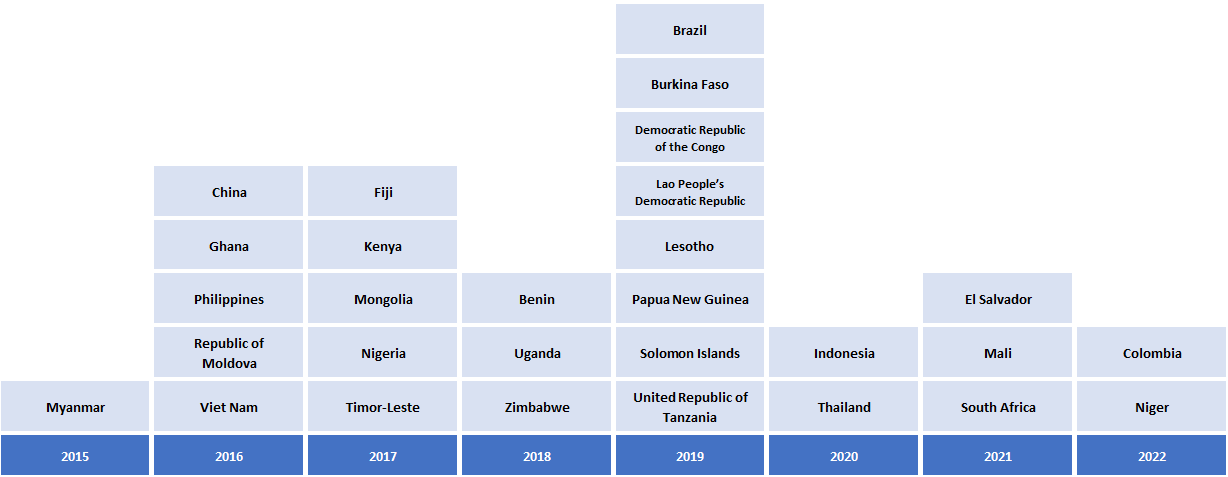 Brazil
Burkina Faso
Democratic Republic
of the Congo
China
Fiji
Lao People’s
Democratic Republic
Ghana
Kenya
Lesotho
Philippines
Mongolia
Benin
Papua New Guinea
El Salvador
Republic of
Moldova
Nigeria
Uganda
Solomon Islands
Indonesia
Mali
Colombia
Myanmar
Viet Nam
Timor-Leste
Zimbabwe
United Republic of
Tanzania
Thailand
South Africa
Niger
2015
2016
2017
2018
2019
2020
2021
2022